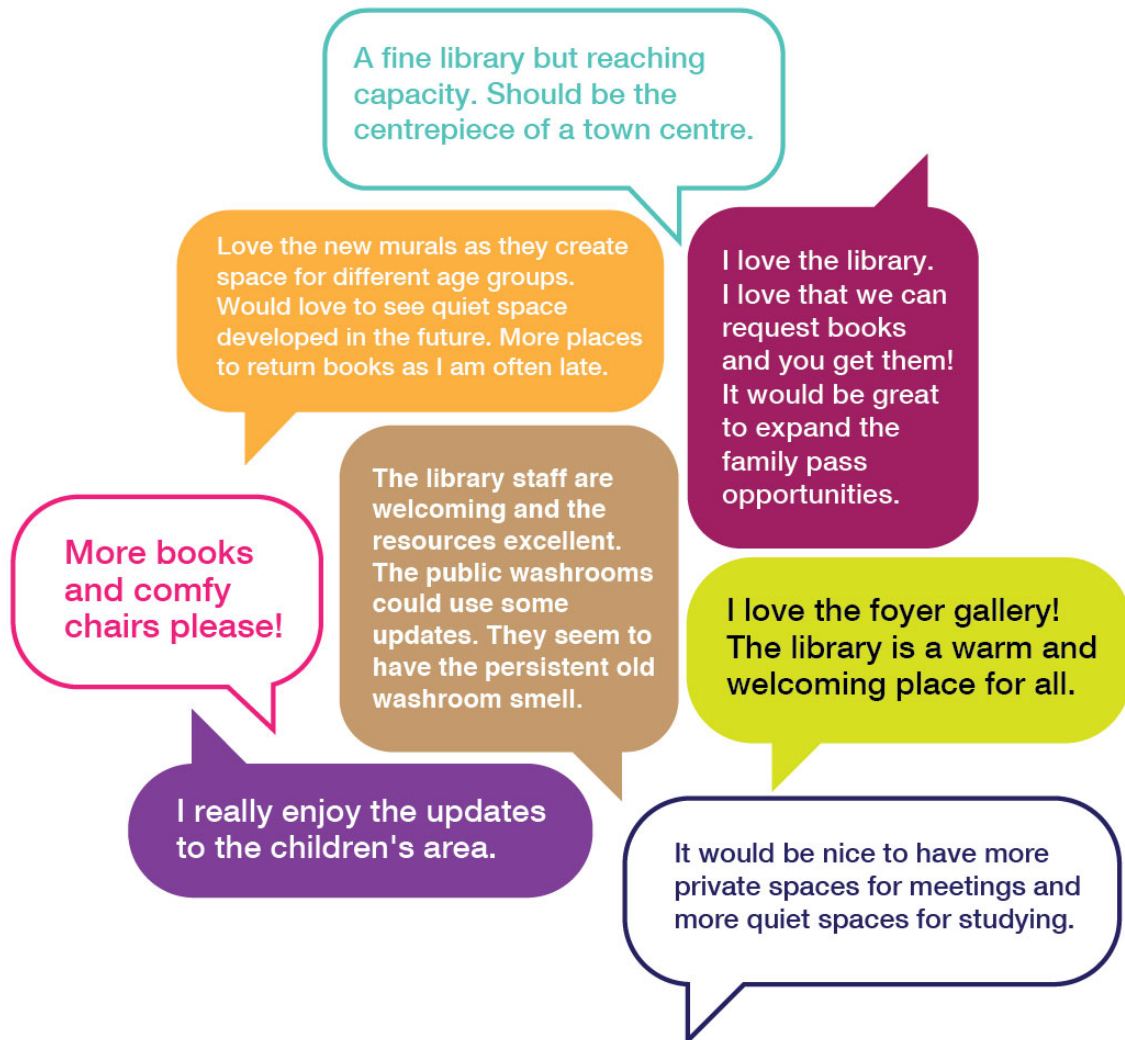 A fine library but reaching
capacity. Should be the
centrepiece of a town centre.
Love the new murals as they create
space for different age groups.
Would love to see quiet space
developed in the future. More places
to return books as I am often late.
I love the library.
I love that we can
request books
and you get them!
It would be great
to expand the
family pass
opportunities.
The library staff are
welcoming and the
resources excellent.
The public washrooms
could use some
updates. They seem to
have the persistent old
washroom smell.
More books
and comfy
chairs please!
I love the foyer gallery!
The library is a warm and
welcoming place for all.
I really enjoy the updates
to the children's area.
It would be nice to have more
private spaces for meetings and
more quiet spaces for studying.